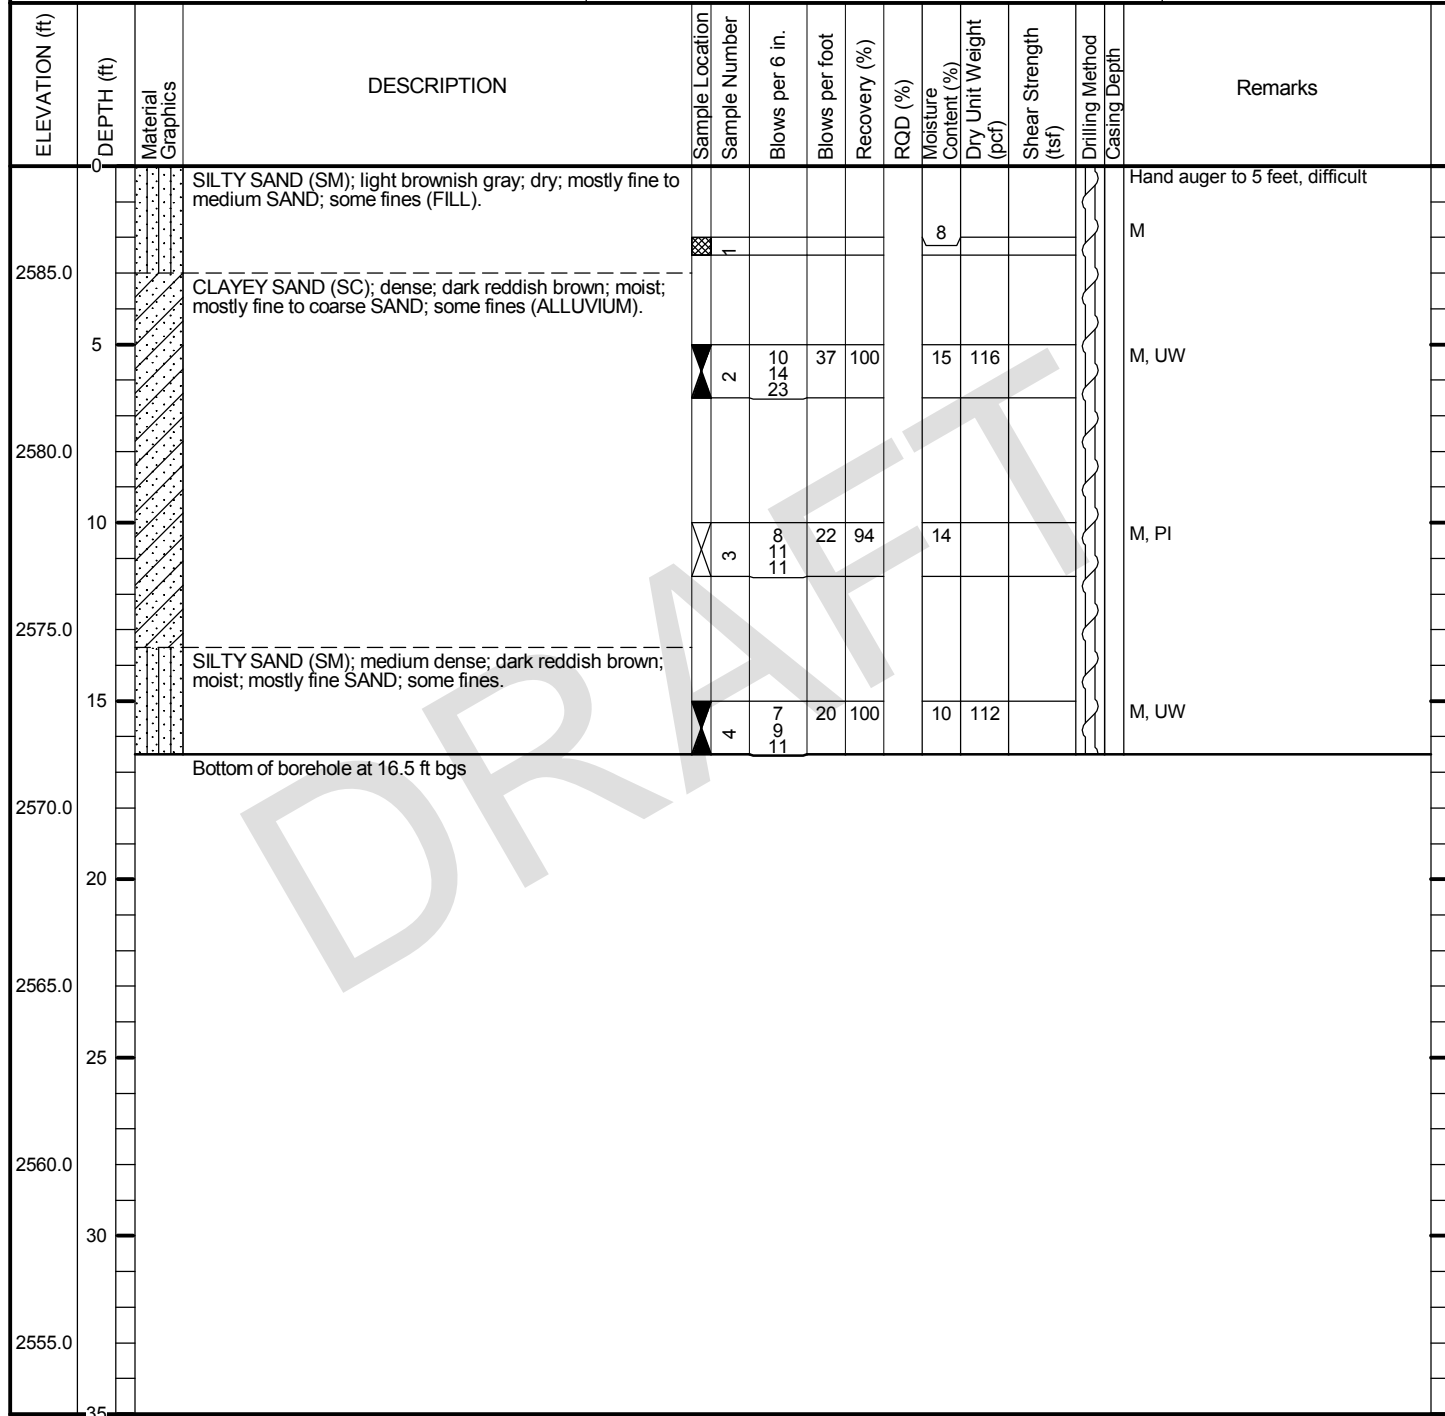 ELEVATION (ft)
DEPTH (ft)
Material
Graphics
DESCRIPTION
Sample Location
Sample Number
Blows per 6 in.
Blows per foot
Recovery (%)
RQD (%)
Moisture
Content (%)
Dry Unit Weight
(pcf)
Shear Strength
(tsf)
Drilling Method
Casing Depth
Remarks
0
SILTY SAND (SM); light brownish gray; dry; mostly fine to
medium SAND; some fines (FILL).
Hand auger to 5 feet, difficult
1
8
M
2585.0
CLAYEY SAND (SC); dense; dark reddish brown; moist;
mostly fine to coarse SAND; some fines (ALLUVIUM).
5
2
10
14
23
37
100
15
116
M, UW
2580.0
10
3
8
11
11
22
94
14
M, PI
2575.0
SILTY SAND (SM); medium dense; dark reddish brown;
moist; mostly fine SAND; some fines.
15
4
7
9
11
20
100
10
112
M, UW
Bottom of borehole at 16.5 ft bgs
2570.0
20
2565.0
25
2560.0
30
2555.0
35
DRAFT